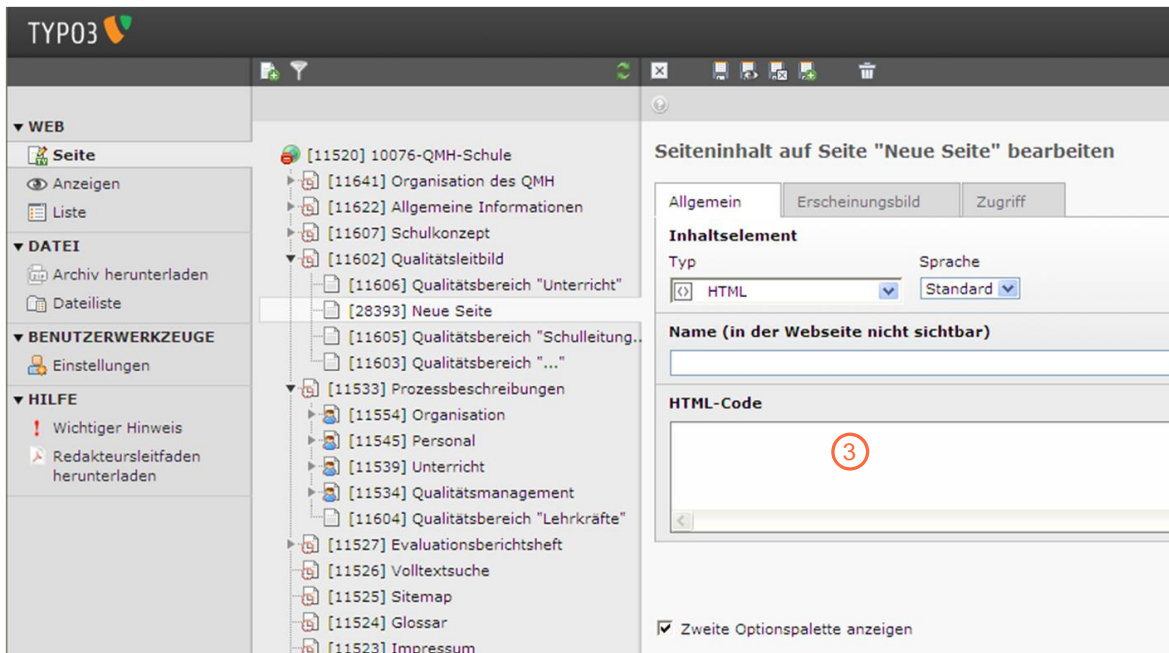 TYPO3
WEB
Seite
Anzeigen
Liste
DATEI
Archiv herunterladen
Dateiliste
BENUTZERWERKZEUGE
Einstellungen
HILFE
Wichtiger Hinweis
Redakteursleitfaden
herunterladen
[11520] 10076-QMH-Schule
[11641] Organisation des QMH
[11622] Allgemeine Informationen
[11607] Schulkonzept
[11602] Qualitätsleitbild
[11606] Qualitätsbereich "Unterricht"
[28393] Neue Seite
[11605] Qualitätsbereich "Schulleitung..
[11603] Qualitätsbereich "..."
[11533] Prozessbeschreibungen
[11554] Organisation
[11545] Personal
[11539] Unterricht
[11534] Qualitätsmanagement
[11604] Qualitätsbereich "Lehrkräfte"
[11527] Evaluationsberichtsheft
[11526] Volltextsuche
[11525] Sitemap
[11524] Glossar
[11523] Impressum
Seiteninhalt auf Seite "Neue Seite" bearbeiten
Allgemein Erscheinungsbild Zugriff
Inhaltselement
Typ Sprache
HTML Standard
Name (in der Webseite nicht sichtbar)
HTML-Code
3
Zweite Optionspalette anzeigen